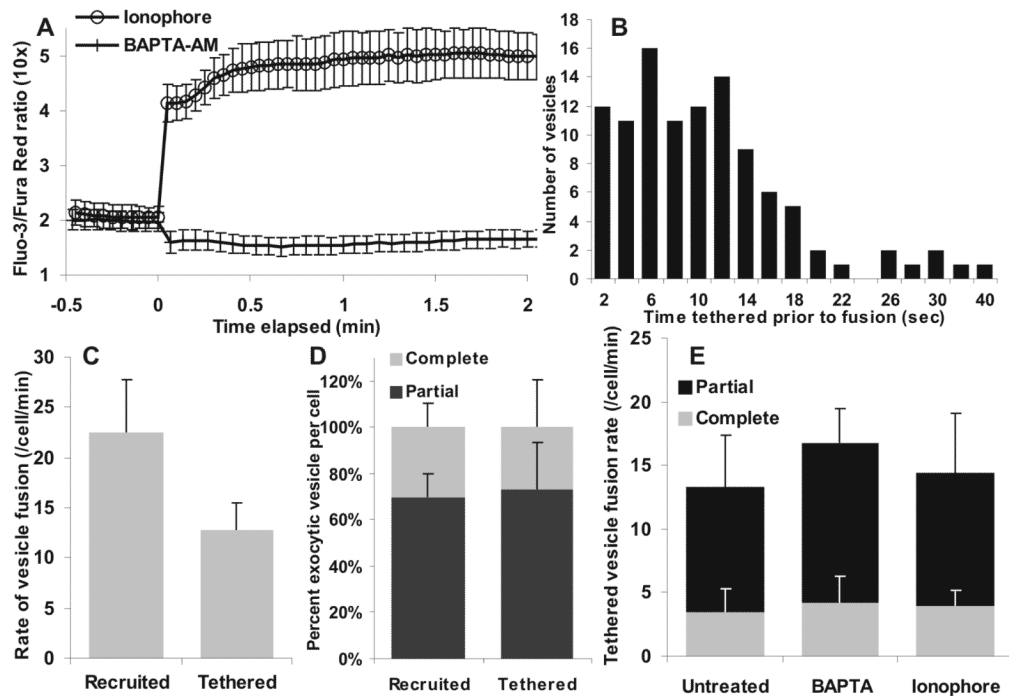 A
Ionophore
BAPTA-AM
Fluo-3/Fura Red ratio (10x)
5
4
3
2
1
-0.5 0 0.5 1 1.5 2
Time elapsed (min)
B
Number of vesicles
18
16
14
12
10
8
6
4
2
0
2 6 10 14 18 22 26 30 40
Time tethered prior to fusion (sec)
C
Rate of vesicle fusion (/cell/min)
30
25
20
15
10
5
0
Recruited Tethered
D
Complete
Partial
Percent exocytic vesicle per cell
120%
100%
80%
60%
40%
20%
0%
Recruited Tethered
E
Partial
Complete
Tethered vesicle fusion rate (/cell/min)
25
20
15
10
5
0
Untreated BAPTA Ionophore